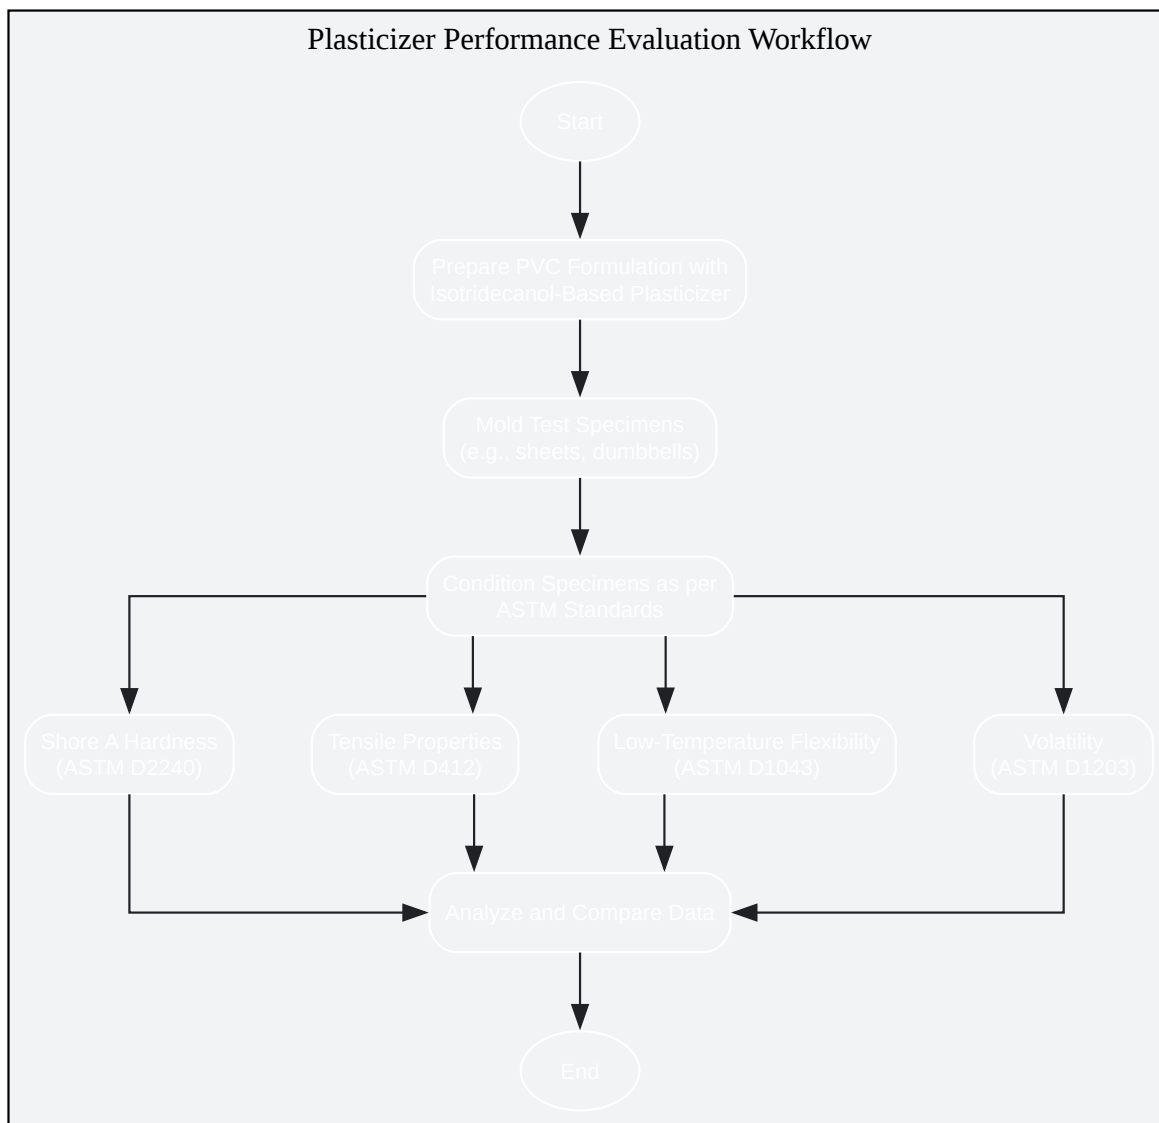 Plasticizer Performance Evaluation Workflow
Start
Prepare PVC Formulation with
Isotridecanol-Based Plasticizer
Mold Test Specimens
(e.g., sheets, dumbbells)
Condition Specimens as per
ASTM Standards
Shore A Hardness
(ASTM D2240)
Tensile Properties
(ASTM D412)
Low-Temperature Flexibility
(ASTM D1043)
Volatility
(ASTM D1203)
Analyze and Compare Data
End